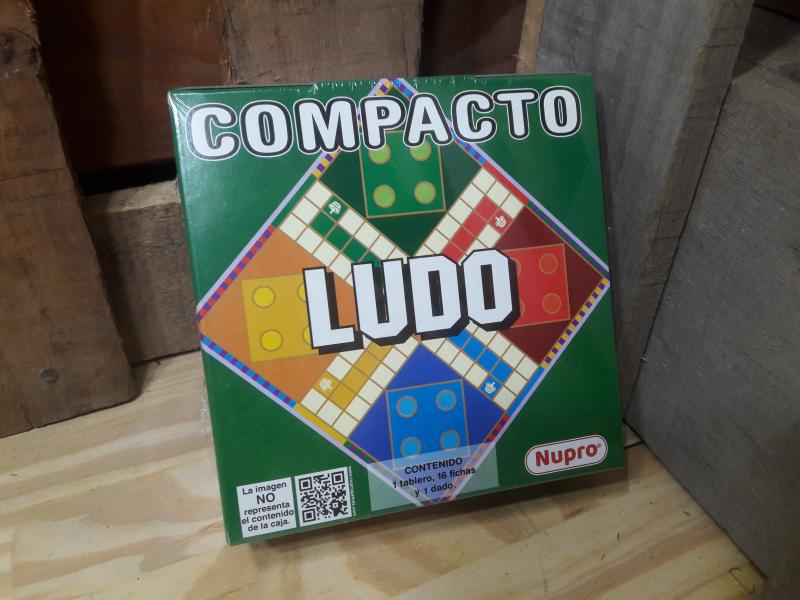 COMPACTO
LUDO
Nupro
CONTENIDO
1 tablero, 16 fichas
y 1 dado.
La imagen
NO
representa
el contenido
de la caja.